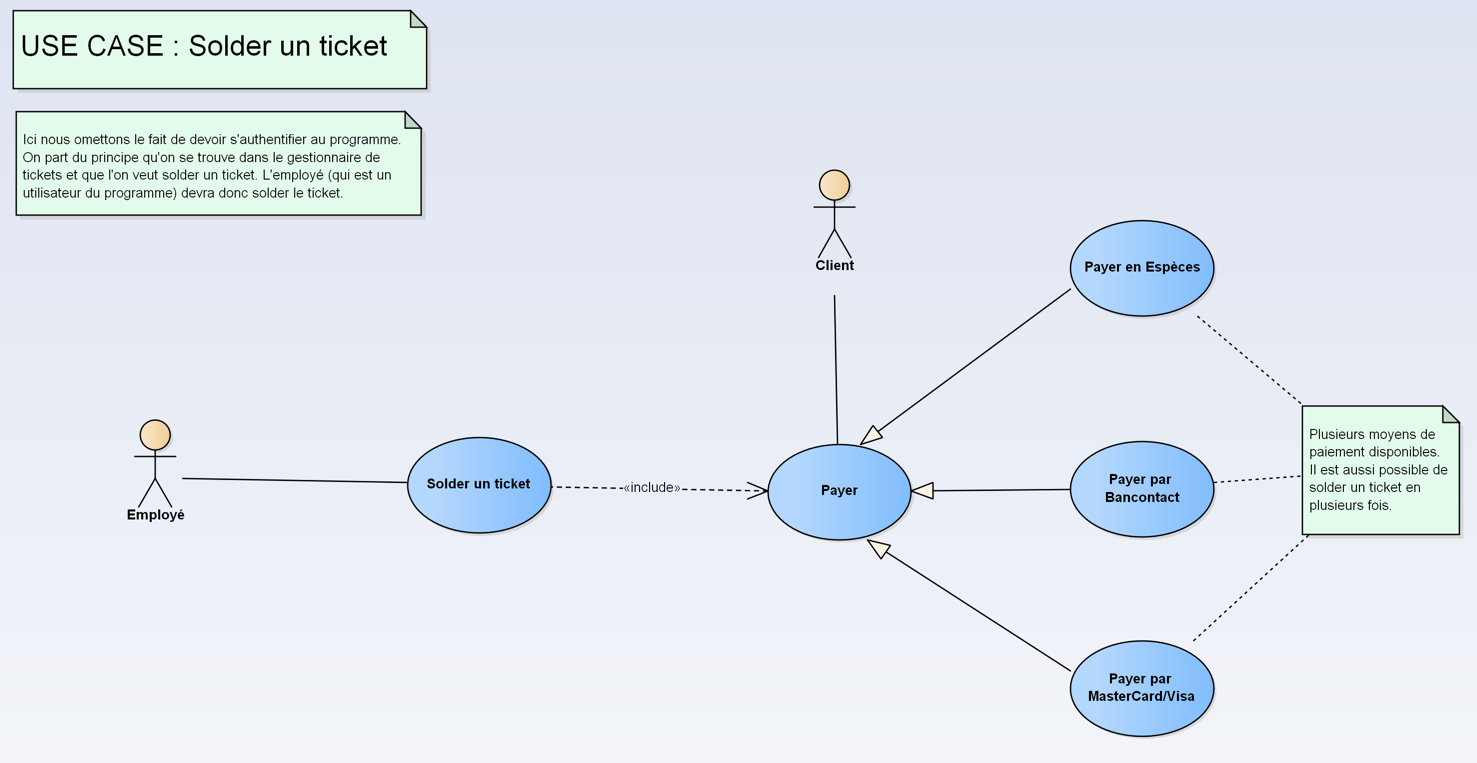 USE CASE : Solder un ticket
Ici nous omettons le fait de devoir s'authentifier au programme.
On part du principe qu'on se trouve dans le gestionnaire de
tickets et que l'on veut solder un ticket. L'employé (qui est un
utilisateur du programme) devra donc solder le ticket.
Client
Payer en Espèces
Plusieurs moyens de
paiement disponibles.
Il est aussi possible de
solder un ticket en
plusieurs fois.
Employé
Solder un ticket
«include»
Payer
Payer par
Bancontact
Payer par
MasterCard/Visa